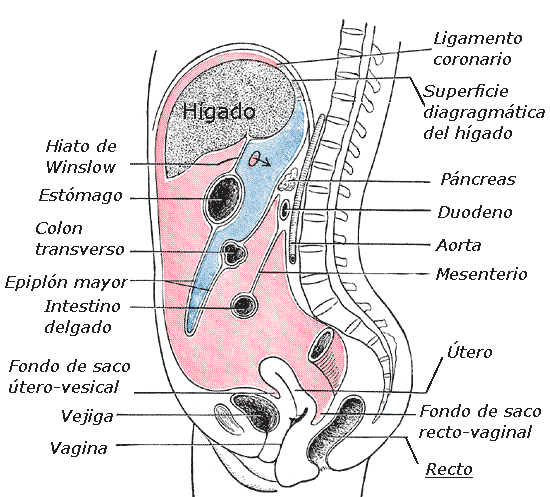 Ligamento
coronario
Superficie
diagragmática
del hígado
Hígado
Hiato de
Winslow
Estómago
Páncreas
Duodeno
Colon
transverso
Aorta
Mesenterio
Epiplón mayor
Intestino
delgado
Fondo de saco
útero-vesical
Útero
Vejiga
Fondo de saco
recto-vaginal
Vagina
Recto